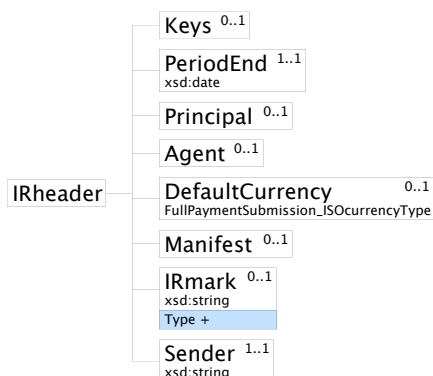 Keys 0..1
PeriodEnd 1..1
xsd:date
Principal 0..1
Agent 0..1
IRheader
DefaultCurrency 0..1
FullPaymentSubmission_ISOcurrencyType
Manifest 0..1
IRmark 0..1
xsd:string
Type +
Sender 1..1
xsd:string